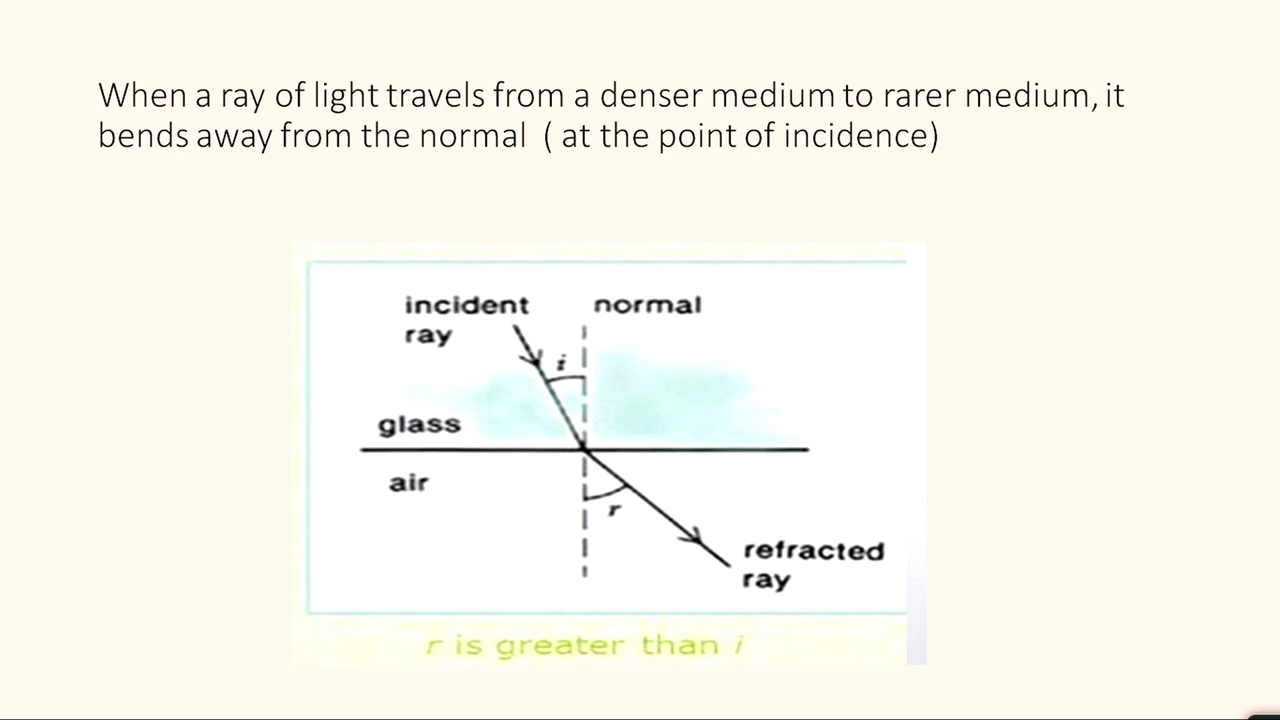 When a ray of light travels from a denser medium to rarer medium, it
bends away from the normal ( at the point of incidence)
incident
ray
normal
i
glass
air
r
refracted
ray
r is greater than i